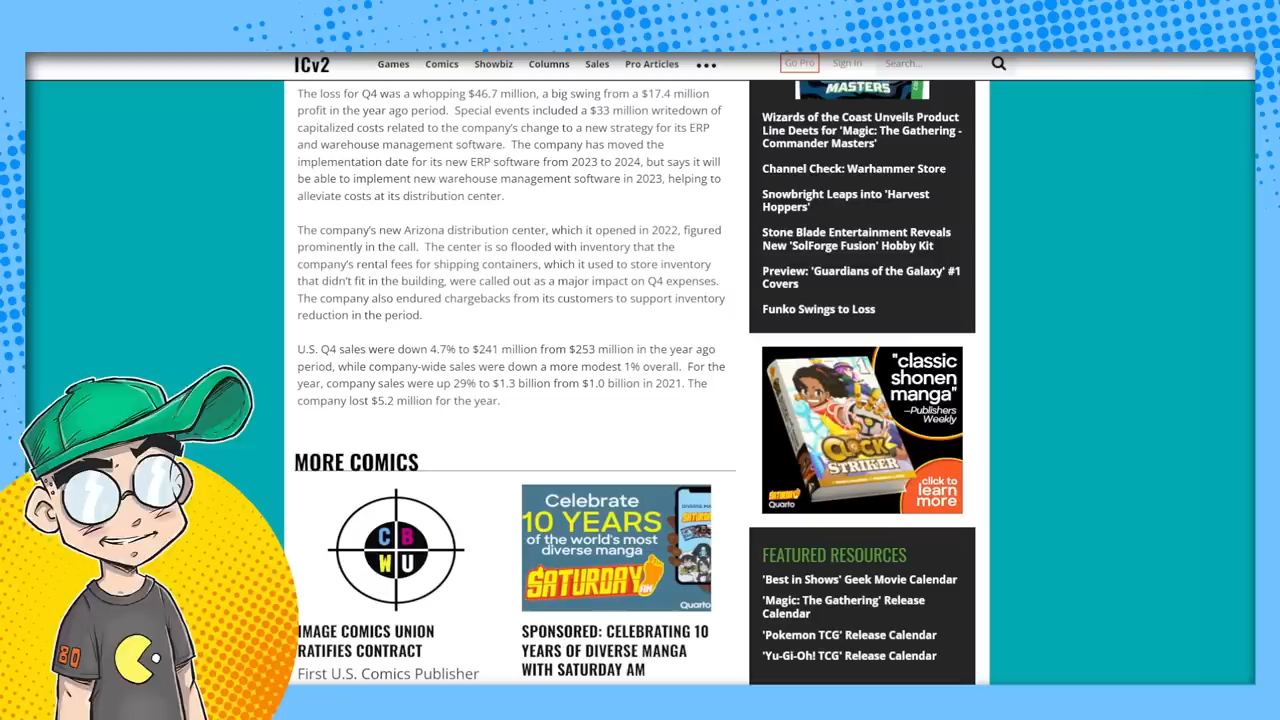 ICv2
Games Comics Showbiz Columns Sales Pro Articles
Go Pro Sign In Search...
The loss for Q4 was a whopping $46.7 million, a big swing from a $17.4 million
profit in the year ago period. Special events included a $33 million writedown of
capitalized costs related to the company's change to a new strategy for its ERP
and warehouse management software. The company has moved the
implementation date for its new ERP software from 2023 to 2024, but says it will
be able to implement new warehouse management software in 2023, helping to
alleviate costs at its distribution center.
The company's new Arizona distribution center, which it opened in 2022, figured
prominently in the call. The center is so flooded with inventory that the
company's rental fees for shipping containers, which it used to store inventory
that didn't fit in the building, were called out as a major impact on Q4 expenses.
The company also endured chargebacks from its customers to support inventory
reduction in the period.
U.S. Q4 sales were down 4.7% to $241 million from $253 million in the year ago
period, while company-wide sales were down a more modest 1% overall. For the
year, company sales were up 29% to $1.3 billion from $1.0 billion in 2021. The
company lost $5.2 million for the year.
MORE COMICS
C B
W U
IMAGE COMICS UNION
RATIFIES CONTRACT
First U.S. Comics Publisher
Celebrate
10 YEARS
of the world's most
diverse manga
SATURDAY
AM
Quarto
SPONSORED: CELEBRATING 10
YEARS OF DIVERSE MANGA
WITH SATURDAY AM
MASTERS
Wizards of the Coast Unveils Product
Line Deets for 'Magic: The Gathering -
Commander Masters'
Channel Check: Warhammer Store
Snowbright Leaps into 'Harvest
Hoppers'
Stone Blade Entertainment Reveals
New 'SolForge Fusion' Hobby Kit
Preview: 'Guardians of the Galaxy' #1
Covers
Funko Swings to Loss
"classic
shonen
manga"
—Publishers
Weekly
1
CLOCK
STRIKER
SATURDAY
Quarto
click to
learn
more
FEATURED RESOURCES
'Best in Shows' Geek Movie Calendar
'Magic: The Gathering' Release
Calendar
'Pokemon TCG' Release Calendar
'Yu-Gi-Oh! TCG' Release Calendar
80